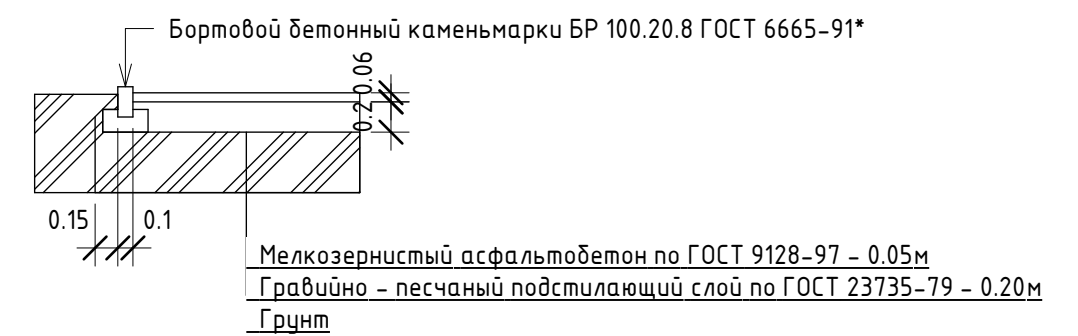 Бортовой бетонный каменьмарки БР 100.20.8 ГОСТ 6665-91*
0.06
0.2
0.15
0.1
Мелкозернистый асфальтобетон по ГОСТ 9128-97 - 0.05м
Гравийно - песчаный подстилающий слой по ГОСТ 23735-79 - 0.20м
Грунт